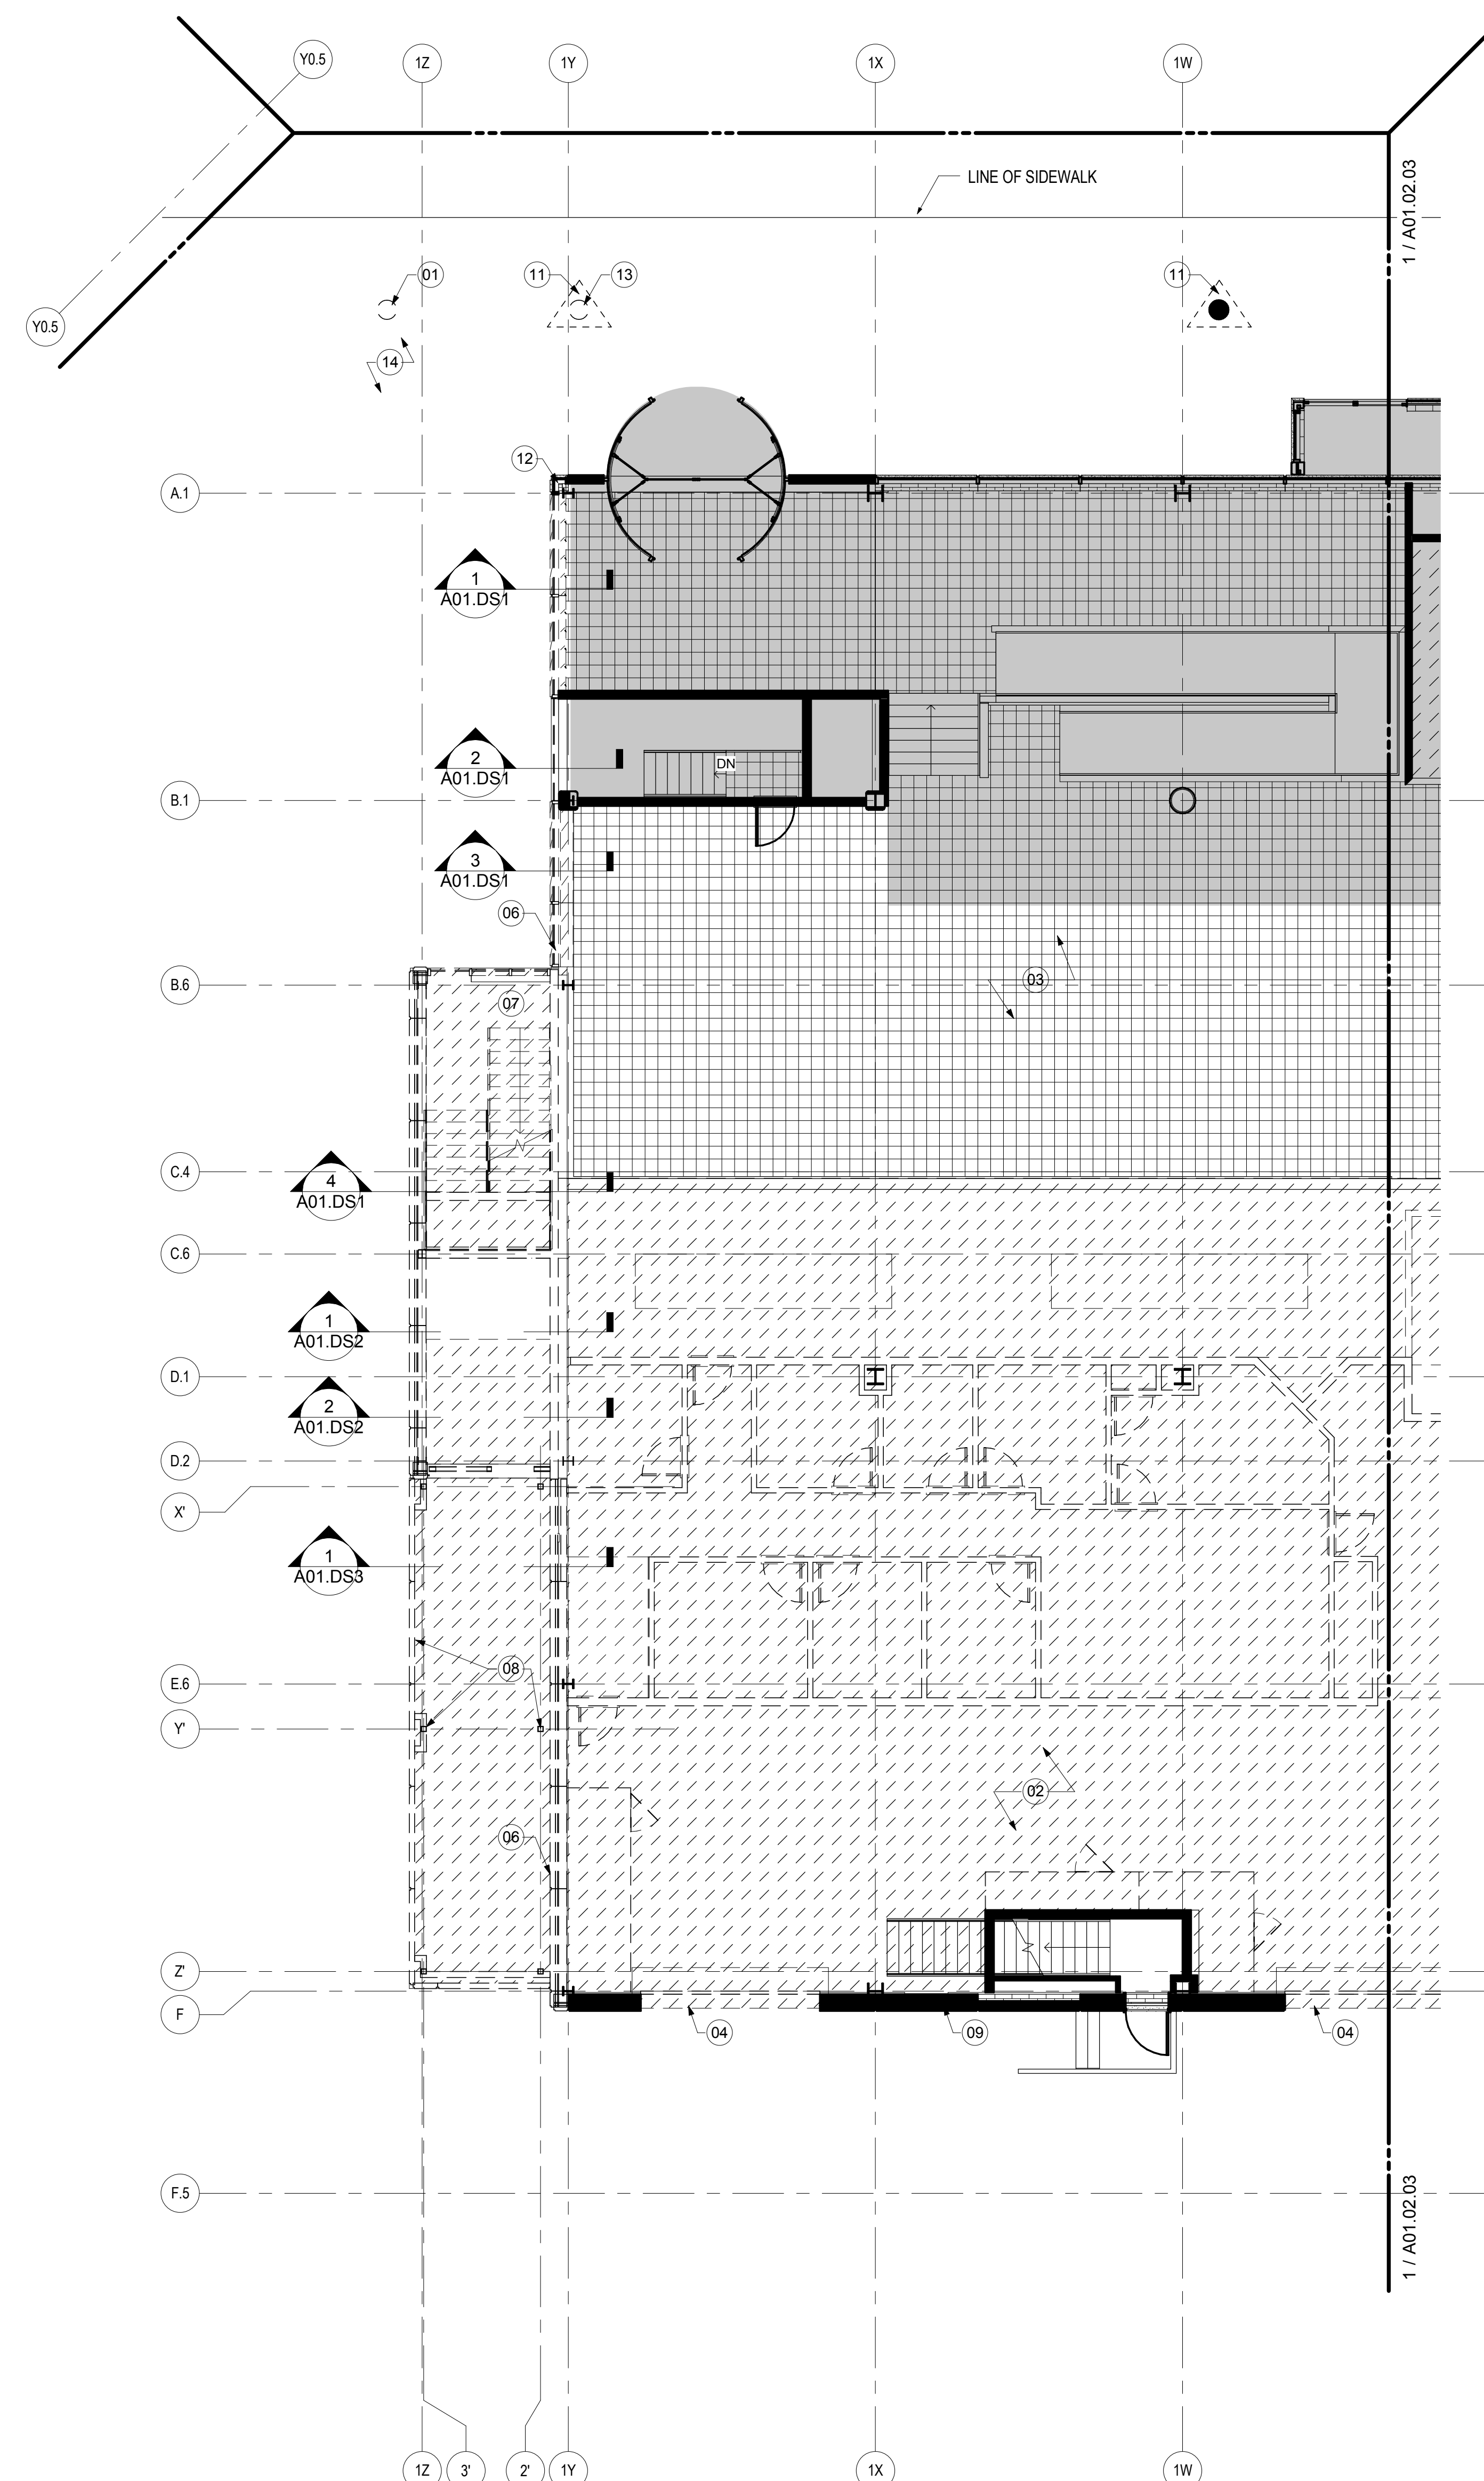 Y0.5
1Z
1Y
1X
1W
LINE OF SIDEWALK
1 / A01.02.03
01
11
13
11
Y0.5
14
12
A.1
1
A01.DS1
2
A01.DS1
DN
B.1
3
A01.DS1
06
03
B.6
07
C.4
4
A01.DS1
C.6
1
A01.DS2
D.1
2
A01.DS2
D.2
X'
1
A01.DS3
08
E.6
Y'
02
06
Z'
F
04
09
04
F.5
1 / A01.02.03
1Z
3'
2'
1Y
1X
1W